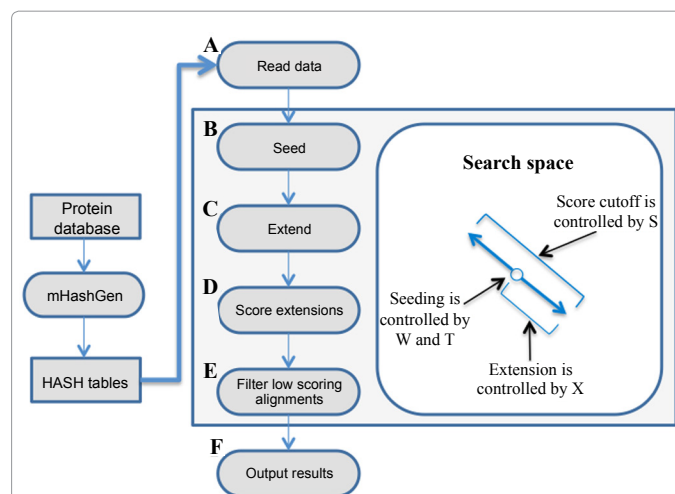 A
Read data
B
Seed
C
Extend
D
Score extensions
E
Filter low scoring
alignments
F
Output results
Protein
database
mHashGen
HASH tables
Search space
Score cutoff is
controlled by S
Seeding is
controlled by
W and T
Extension is
controlled by X